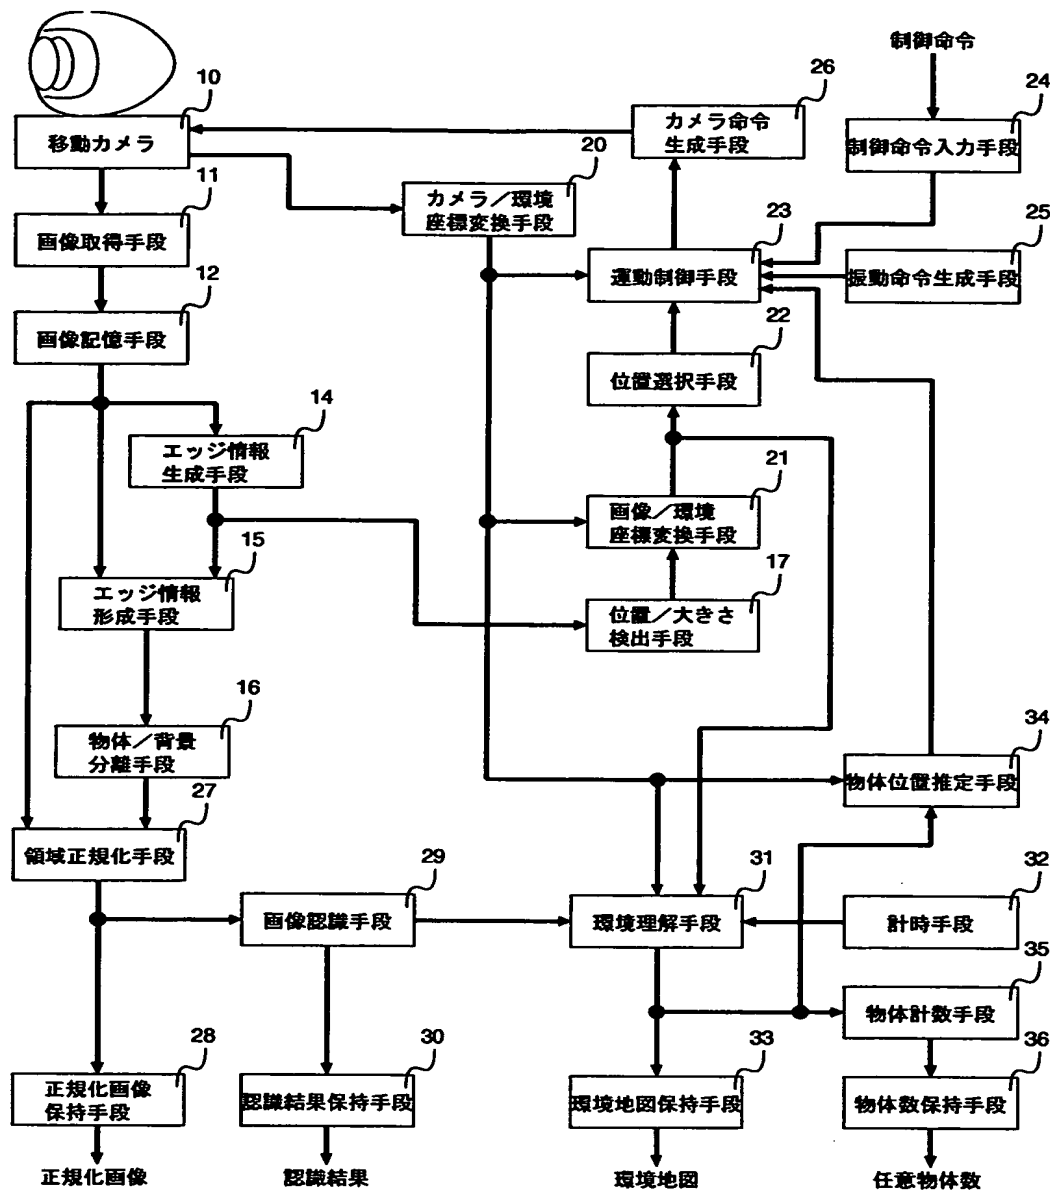 制御命令
10
移動カメラ
26
カメラ命令
生成手段
24
制御命令入力手段
20
カメラ／環境
座標変換手段
11
画像取得手段
23
運動制御手段
25
振動命令生成手段
12
画像記憶手段
22
位置選択手段
14
エッジ情報
生成手段
21
画像／環境
座標変換手段
15
エッジ情報
形成手段
17
位置／大きさ
検出手段
16
物体／背景
分離手段
34
物体位置推定手段
27
領域正規化手段
29
画像認識手段
31
環境理解手段
32
計時手段
35
物体計数手段
28
正規化画像
保持手段
30
認識結果保持手段
33
環境地図保持手段
36
物体数保持手段
正規化画像
認識結果
環境地図
任意物体数